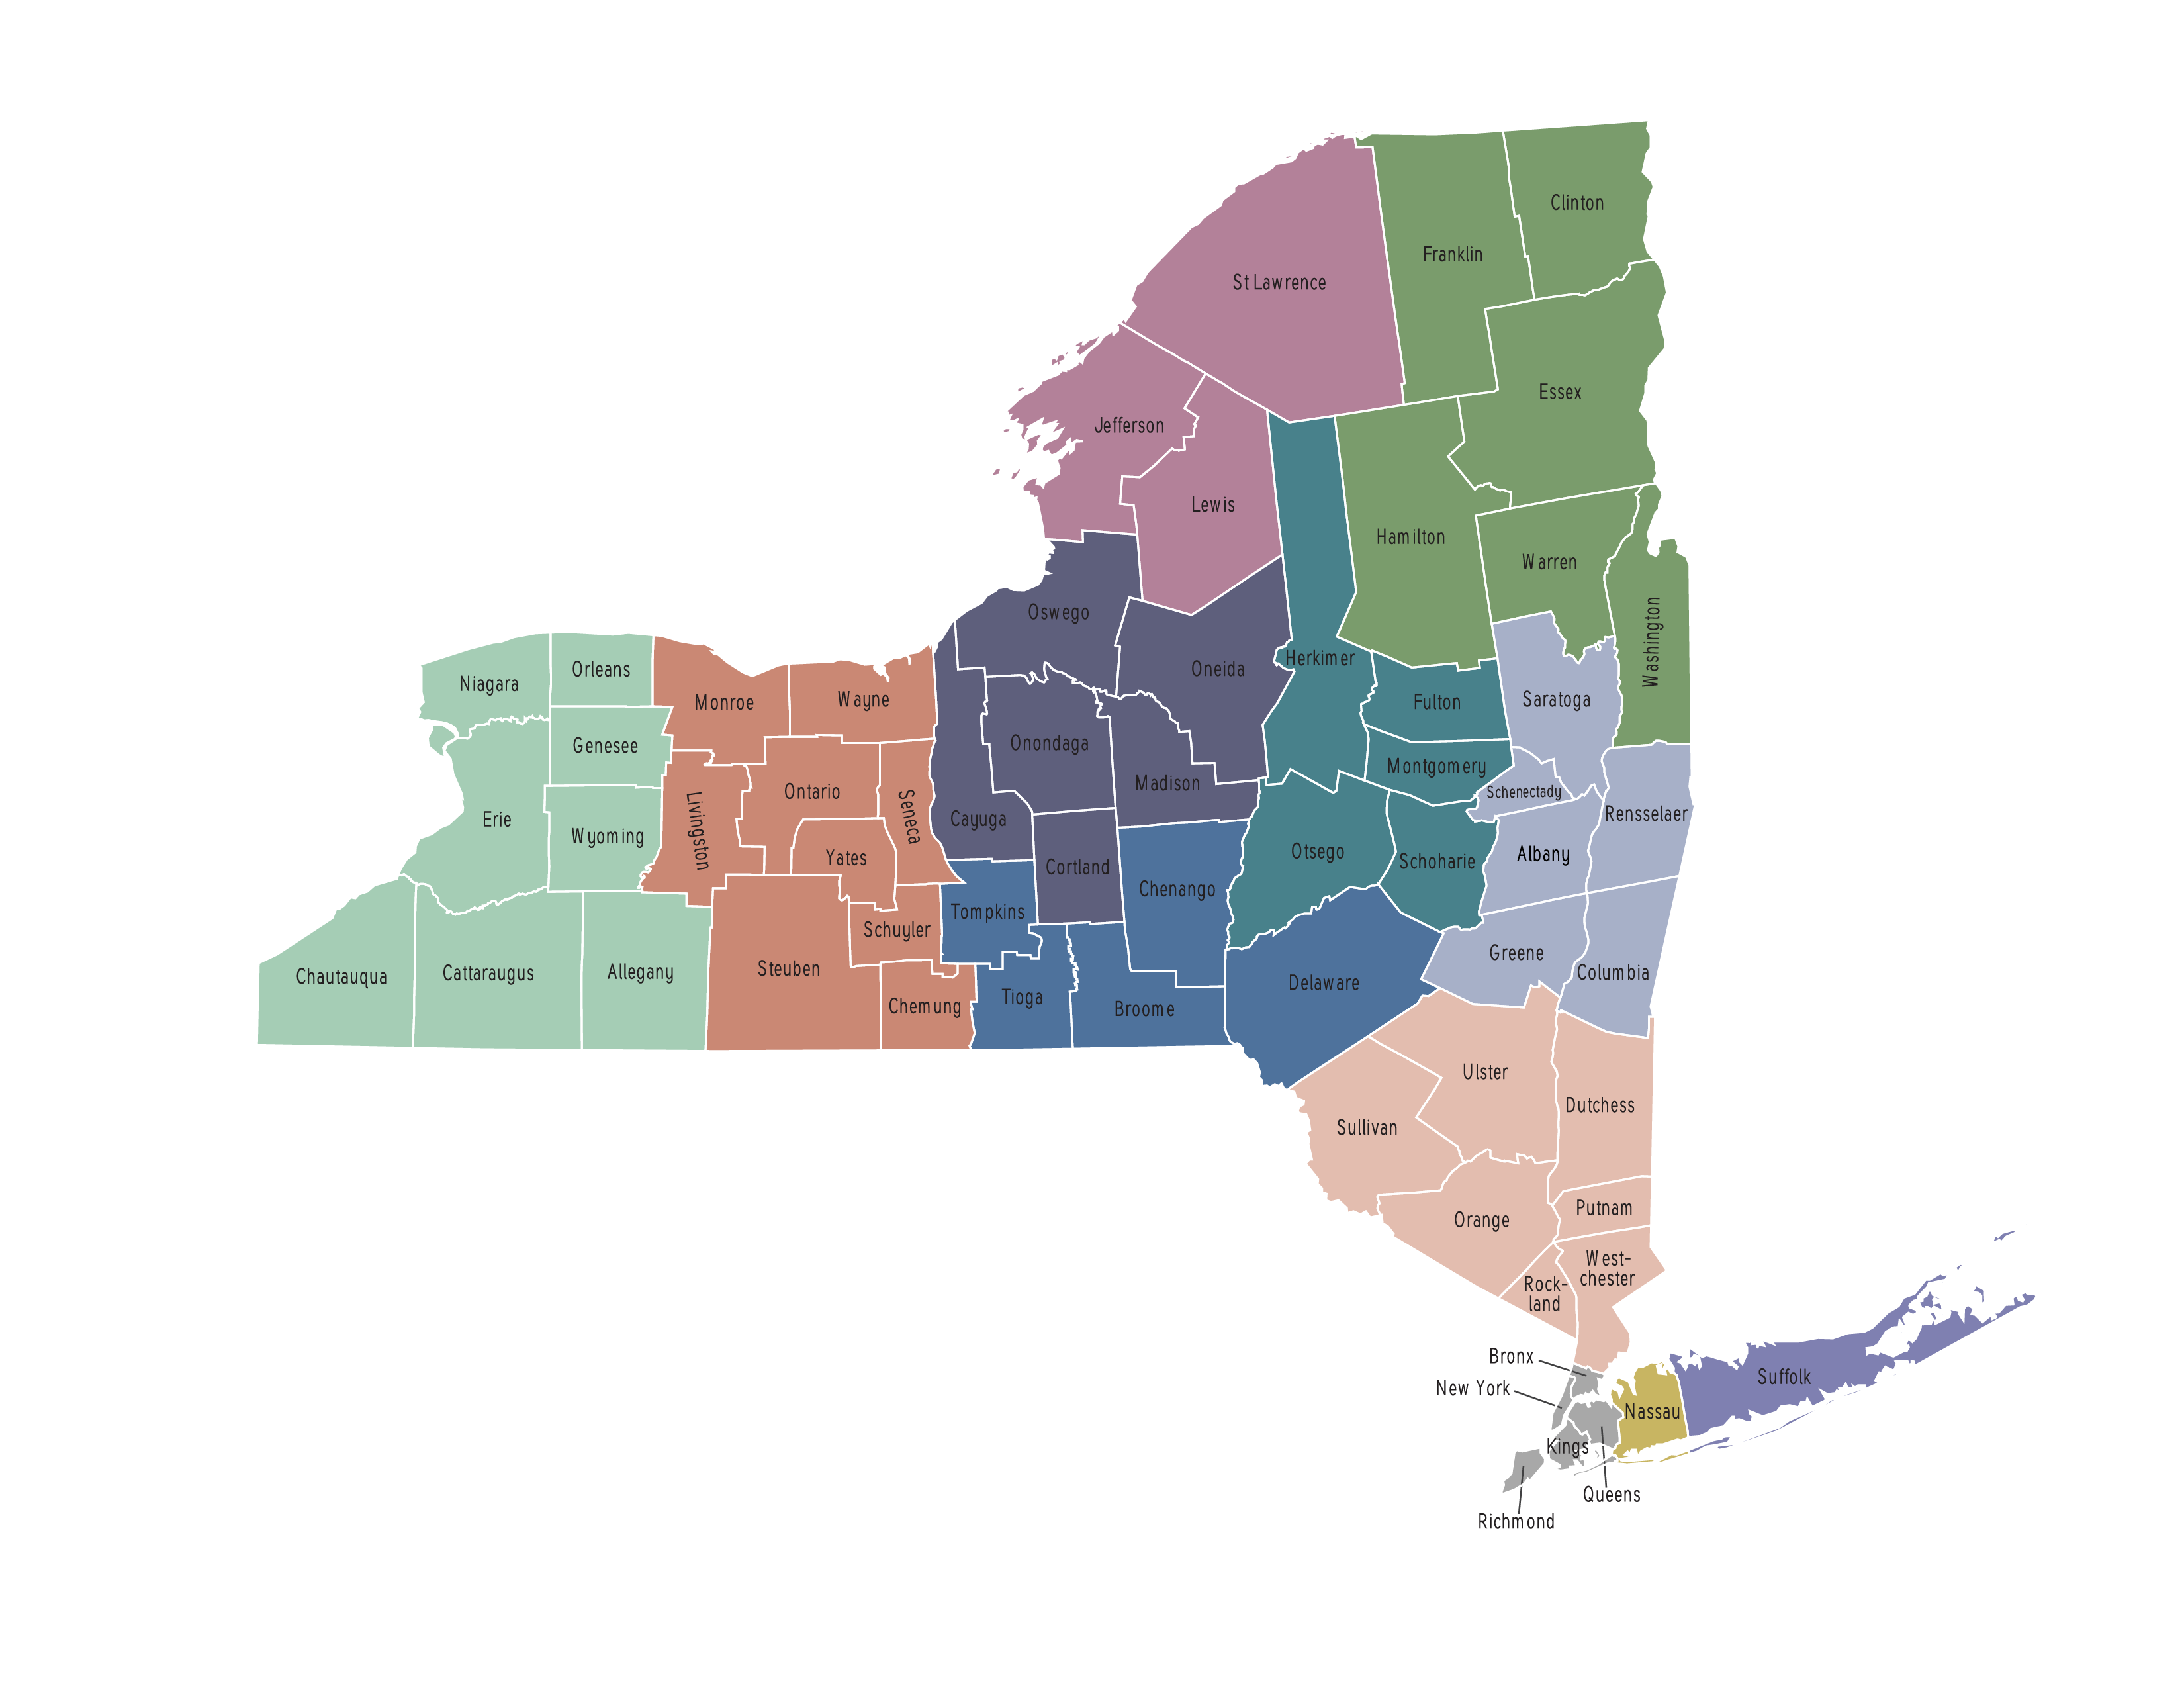 Clinton
Franklin
St Lawrence
Essex
Jefferson
Lewis
Hamilton
Warren
Washington
Oswego
Oneida
Herkimer
Niagara
Orleans
Monroe
Wayne
Fulton
Saratoga
Genesee
Onondaga
Montgomery
Madison
Schenectady
Ontario
Livingston
Seneca
Cayuga
Rensselaer
Erie
Wyoming
Yates
Otsego
Schoharie
Albany
Cortland
Chenango
Tompkins
Schuyler
Greene
Columbia
Chautauqua
Cattaraugus
Allegany
Steuben
Delaware
Tioga
Chemung
Broome
Ulster
Dutchess
Sullivan
Putnam
Orange
West-
chester
Rock-
land
Bronx
New York
Suffolk
Nassau
Kings
Queens
Richmond